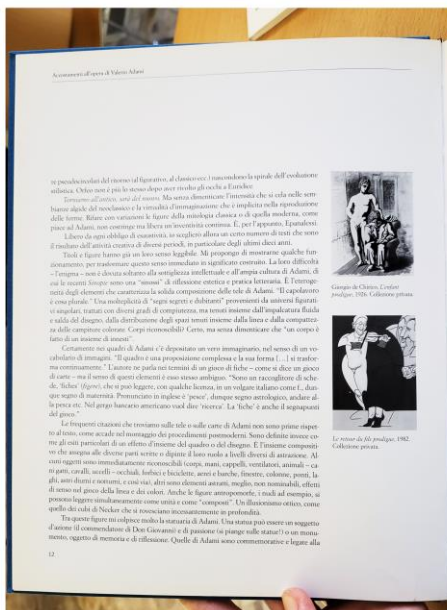 Avvertimenti all'opera di Valerio Adami
te pseudocircolari del ritorno (al figurativo, al classico ecc.) nascondono la spirale dell'evoluzione
stilistica. Orfeo non è più lo stesso dopo aver rivolto gli occhi a Euridice.
Torniamo all'antico, sarà del nuovo. Ma senza dimenticare l'intensità che si cela nelle sem-
bianze algide del neoclassico e la virtualità d'immaginazione che è implicita nella riproduzione
delle forme. Rifare con variazioni le figure della mitologia classica o di quella moderna, come
piace ad Adami, non costringe ma libera un'inventività continua. È, per l'appunto, Epanalessi.
Libero da ogni obbligo di esaustività, in scioglierò alluna un certo numero di testi che sono
il risultato dell'attività creativa di diversi periodi, in particolare degli ultimi dieci anni.
Titoli e figure hanno già un loro senso leggibile. Mi propongo di mostrarne qualche fun-
zionamento, per trasformare questo senso immediato in significato costruito. La loro difficoltà
– l'enigma – non è dovuta soltanto alla sottigliezza intellettuale e all'ampia cultura di Adami, di
cui le recenti Sinopie sono una "sinossi" di riflessione estetica e pratica letteraria. È l'eteroge-
neità degli elementi che caratterizza la solida composizione delle tele di Adami. "Il capolavoro
è cosa plurale." Una molteplicità di "segni segreti e dubitanti" provenienti da universi figurati-
vi singolari, trattati con diversi gradi di compiutezza, ma tenuti insieme dall'impalcatura fluida
e salda del disegno, dalla distribuzione degli spazi tenuti insieme dalla linea e dalla compattez-
za delle campiture colorate. Corpi riconoscibili? Certo, ma senza dimenticare che "un corpo è
fatto di un insieme di innesti".
Certamente nei quadri di Adami c'è depositato un vero immaginario, nel senso di un vo-
cabolario di immagini. "Il quadro è una proposizione complessa e la sua forma [...] si trasfor-
ma continuamente." L'autore ne parla nei termini di un gioco di fiche – come si dice un gioco
di carte – ma il senso di questi elementi è esso stesso ambiguo. "Sono un raccoglitore di sche-
de, 'fiches' (figure), che si può leggere, con qualche licenza, in un volgare italiano come f., dun-
que segno di maternità. Pronunciato in inglese è 'pesce', dunque segno astrologico, andare al-
la pesca etc. Nel gergo bancario americano vuol dire 'ricerca'. La 'fiche' è anche il segnaposti
del gioco."
Le frequenti citazioni che troviamo sulle tele o sulle carte di Adami non sono prime rispet-
to al testo, come accade nel montaggio dei procedimenti postmoderni. Sono definite invece co-
me gli esiti particolari di un effetto d'insieme del quadro o del disegno. È l'insieme compositi-
vo che assegna alle diverse parti scritte o dipinte il loro ruolo a livelli diversi di astrazione. Al-
cuni oggetti sono immediatamente riconoscibili (corpi, mani, cappelli, ventilatori, animali – ca-
ni gatti, cavalli, uccelli – occhiali, forbici e biciclette, aerei e barche, finestre, colonne, ponti, la-
ghi, astri diurni e notturni, e così via), altri sono elementi astratti, meglio, non nominabili, effetti
di senso nel gioco della linea e dei colori. Anche le figure antropomorfe, i nudi ad esempio, si
possono leggere simultaneamente come unità e come "composti". Un illusionismo ottico, come
quello dei cubi di Necker che si rovesciano incessantemente in profondità.
Tra queste figure mi colpisce molto la statuaria di Adami. Una statua può essere un soggetto
d'azione (il commendatore di Don Giovanni) e di passione (si piange sulle statue!) o un monu-
mento, oggetto di memoria e di riflessione. Quelle di Adami sono commemorative e legate alla
12
Giorgio de Chirico, L'enfant
prodigue, 1926. Collezione privata.
Le retour du fils prodigue, 1982.
Collezione privata.